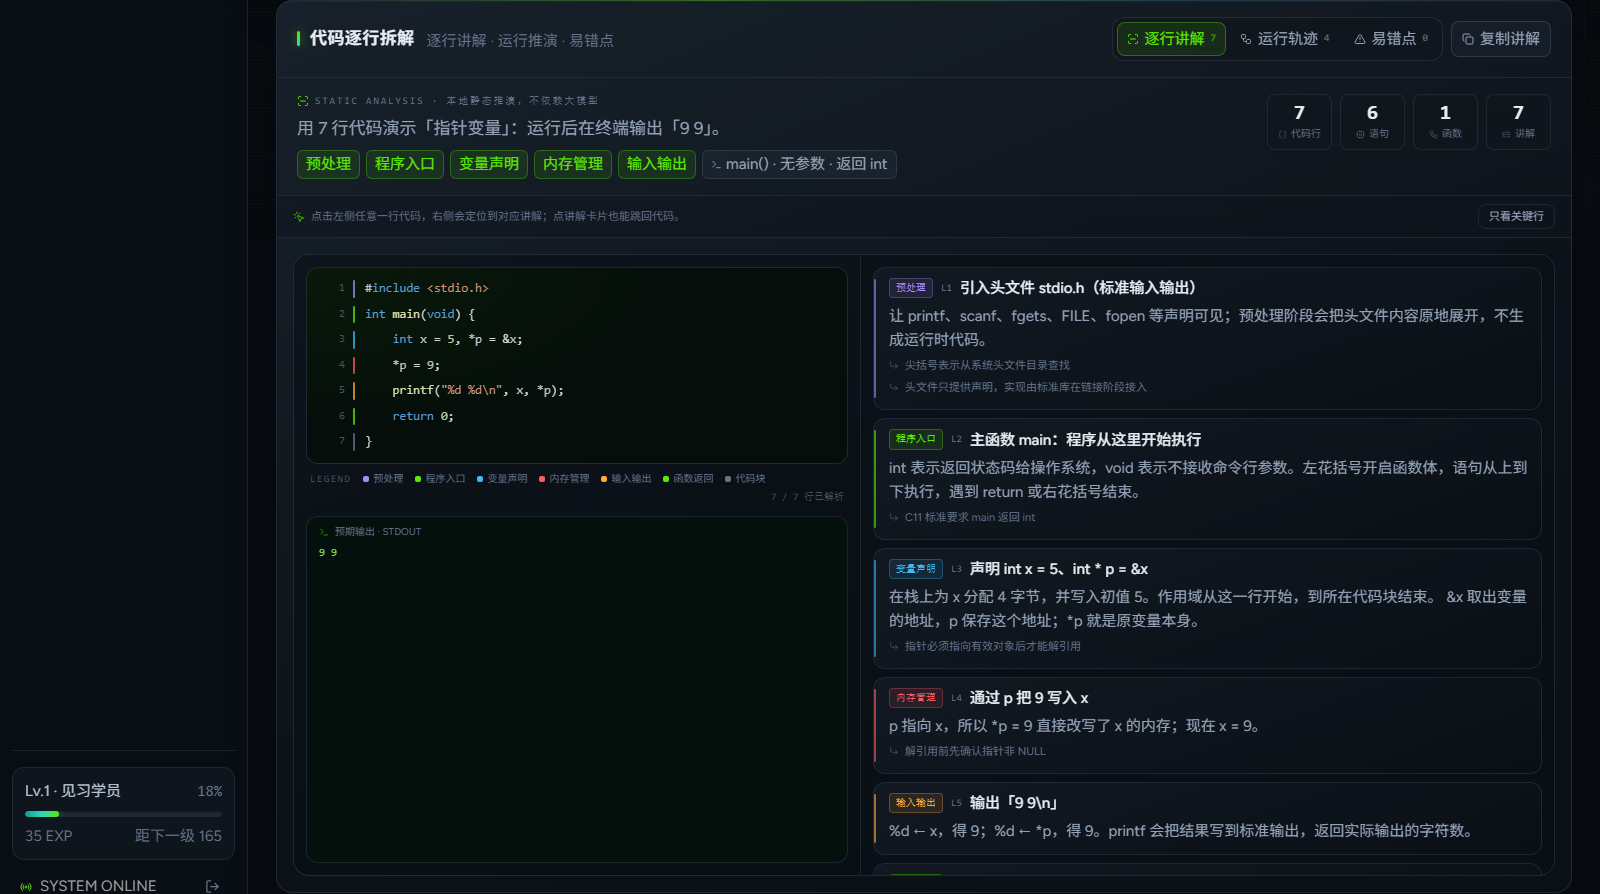 代码逐行拆解 逐行讲解 · 运行推演 · 易错点
逐行讲解 7 运行轨迹 4 易错点 0 复制讲解
STATIC ANALYSIS · 本地静态推演，不依赖大模型
用 7 行代码演示「指针变量」：运行后在终端输出「9 9」。
预处理 程序入口 变量声明 内存管理 输入输出 main() · 无参数 · 返回 int
7 代码行
6 语句
1 函数
7 讲解
点击左侧任意一行代码，右侧会定位到对应讲解；点讲解卡片也能跳回代码。
只看关键行
1 #include <stdio.h>
2 int main(void) {
3 int x = 5, *p = &x;
4 *p = 9;
5 printf("%d %d\n", x, *p);
6 return 0;
7 }
LEGEND 预处理 程序入口 变量声明 内存管理 输入输出 函数返回 代码块
7 / 7 行已解析
预期输出 · STDOUT
9 9
预处理 L1 引入头文件 stdio.h（标准输入输出）
让 printf、scanf、fgets、FILE、fopen 等声明可见；预处理阶段会把头文件内容原地展开，不生
成运行时代码。
尖括号表示从系统头文件目录查找
头文件只提供声明，实现由标准库在链接阶段接入
程序入口 L2 主函数 main：程序从这里开始执行
int 表示返回状态码给操作系统，void 表示不接收命令行参数。左花括号开启函数体，语句从上到
下执行，遇到 return 或右花括号结束。
C11 标准要求 main 返回 int
变量声明 L3 声明 int x = 5、int * p = &x
在栈上为 x 分配 4 字节，并写入初值 5。作用域从这一行开始，到所在代码块结束。 &x 取出变量
的地址，p 保存这个地址；*p 就是原变量本身。
指针必须指向有效对象后才能解引用
内存管理 L4 通过 p 把 9 写入 x
p 指向 x，所以 *p = 9 直接改写了 x 的内存；现在 x = 9。
解引用前先确认指针非 NULL
输入输出 L5 输出「9 9\n」
%d ← x，得 9；%d ← *p，得 9。printf 会把结果写到标准输出，返回实际输出的字符数。
Lv.1 · 见习学员 18%
35 EXP 距下一级 165
SYSTEM ONLINE